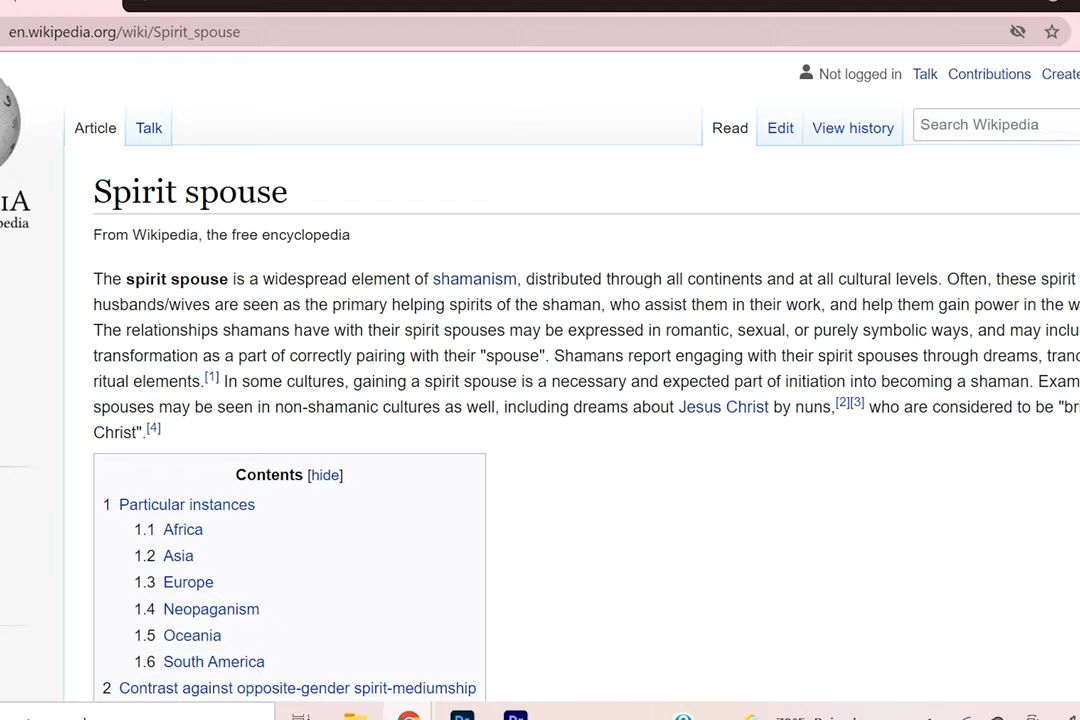 en.wikipedia.org/wiki/Spirit_spouse
Not logged in Talk Contributions Create
Article Talk Read Edit View history Search Wikipedia
IA
pedia
Spirit spouse
From Wikipedia, the free encyclopedia
The spirit spouse is a widespread element of shamanism, distributed through all continents and at all cultural levels. Often, these spirit
husbands/wives are seen as the primary helping spirits of the shaman, who assist them in their work, and help them gain power in the w
The relationships shamans have with their spirit spouses may be expressed in romantic, sexual, or purely symbolic ways, and may inclu
transformation as a part of correctly pairing with their "spouse". Shamans report engaging with their spirit spouses through dreams, tranc
ritual elements.[1] In some cultures, gaining a spirit spouse is a necessary and expected part of initiation into becoming a shaman. Exam
spouses may be seen in non-shamanic cultures as well, including dreams about Jesus Christ by nuns,[2][3] who are considered to be "bri
Christ".[4]
Contents [hide]
1 Particular instances
1.1 Africa
1.2 Asia
1.3 Europe
1.4 Neopaganism
1.5 Oceania
1.6 South America
2 Contrast against opposite-gender spirit-mediumship